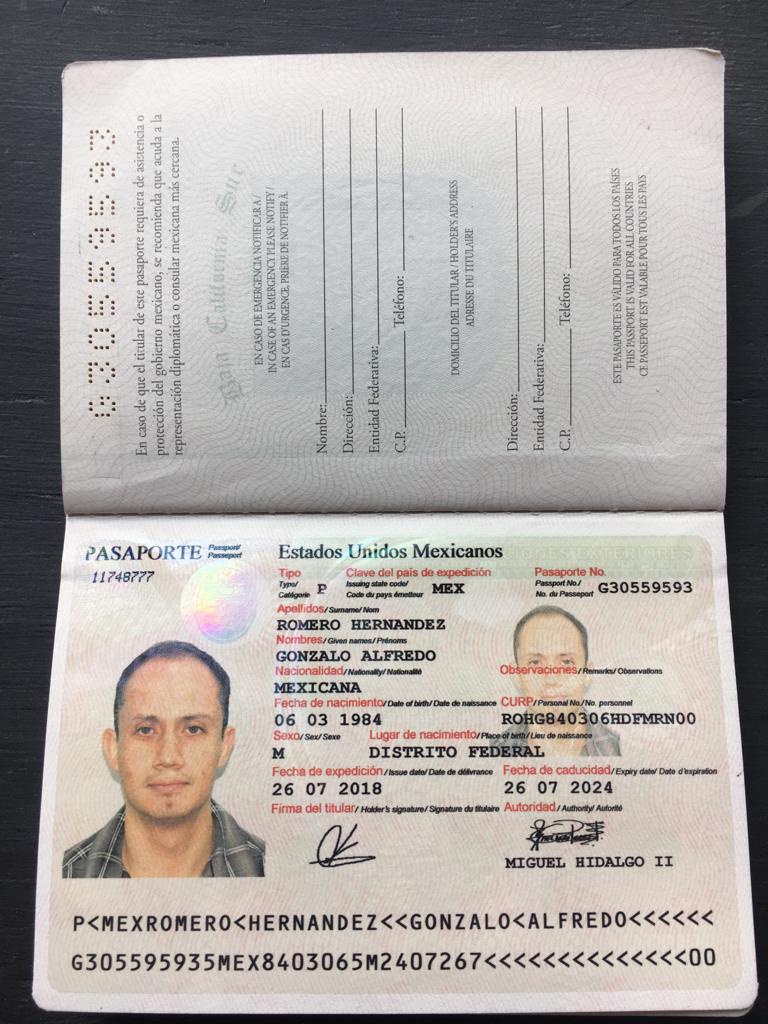 G30559593
En caso de que el titular de este pasaporte requiera de asistencia o
protección del gobierno mexicano, se recomienda que acuda a la
representación diplomática o consular mexicana más cercana.
Baja California Sur
EN CASO DE EMERGENCIA NOTIFICAR A /
IN CASE OF AN EMERGENCY PLEASE NOTIFY /
EN CAS D'URGENCE, PRIÈRE DE NOTIFIER À.
Nombre:
Dirección:
Entidad Federativa:
C.P. Teléfono:
DOMICILIO DEL TITULAR / HOLDER'S ADDRESS
ADRESSE DU TITULAIRE
Dirección:
Entidad Federativa:
C.P. Teléfono:
ESTE PASAPORTE ES VÁLIDO PARA TODOS LOS PAÍSES
THIS PASSPORT IS VALID FOR ALL COUNTRIES
CE PASSEPORT EST VALABLE POUR TOUS LES PAYS
PASAPORTE Passport/ Passeport
11748777
Estados Unidos Mexicanos
Tipo Clave del país de expedición Pasaporte No.
Type/ Issuing state code/ Passport No./
Catégorie P Code du pays émetteur MEX No. du Passeport G30559593
Apellidos/Surname/Nom
ROMERO HERNANDEZ
Nombres/Given names/Prénoms
GONZALO ALFREDO
Nacionalidad/Nationality/Nationalité Observaciones/Remarks/Observations
MEXICANA
Fecha de nacimiento/Date of birth/Date de naissance CURP/Personal No./No. personnel
06 03 1984 ROHG840306HDFMRN00
Sexo/Sex/Sexe Lugar de nacimiento/Place of birth/Lieu de naissance
M DISTRITO FEDERAL
Fecha de expedición/Issue date/Date de délivrance Fecha de caducidad/Expiry date/Date d'expiration
26 07 2018 26 07 2024
Firma del titular/Holder's signature/Signature du titulaire Autoridad/Authority/Autorité
MIGUEL HIDALGO II
P<MEXROMERO<HERNANDEZ<<GONZALO<ALFREDO<<<<<<
G305595935MEX8403065M2407267<<<<<<<<<<<<<<00